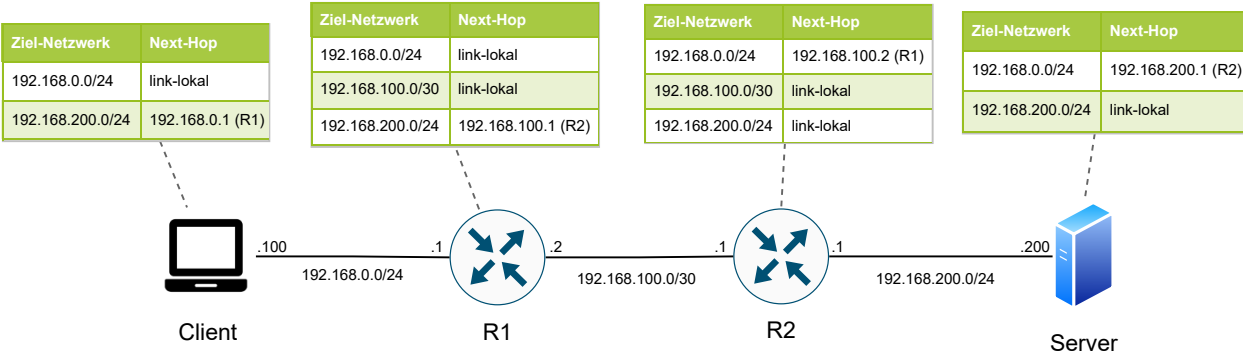 Ziel-Netzwerk Next-Hop
192.168.0.0/24 link-lokal
192.168.200.0/24 192.168.0.1 (R1)
Ziel-Netzwerk Next-Hop
192.168.0.0/24 link-lokal
192.168.100.0/30 link-lokal
192.168.200.0/24 192.168.100.1 (R2)
Ziel-Netzwerk Next-Hop
192.168.0.0/24 192.168.100.2 (R1)
192.168.100.0/30 link-lokal
192.168.200.0/24 link-lokal
Ziel-Netzwerk Next-Hop
192.168.0.0/24 192.168.200.1 (R2)
192.168.200.0/24 link-lokal
.100 .1 .2 .1 .1 .200
192.168.0.0/24 192.168.100.0/30 192.168.200.0/24
Client R1 R2 Server